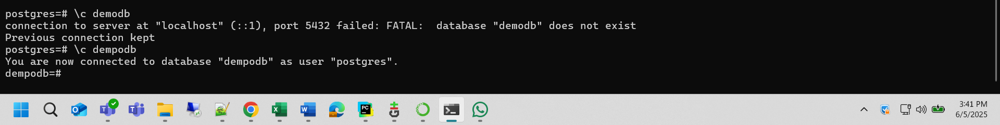 postgres=# \c demodb
connection to server at "localhost" (::1), port 5432 failed: FATAL:  database "demodb" does not exist
Previous connection kept
postgres=# \c dempodb
You are now connected to database "dempodb" as user "postgres".
dempodb=#
3:41 PM
6/5/2025